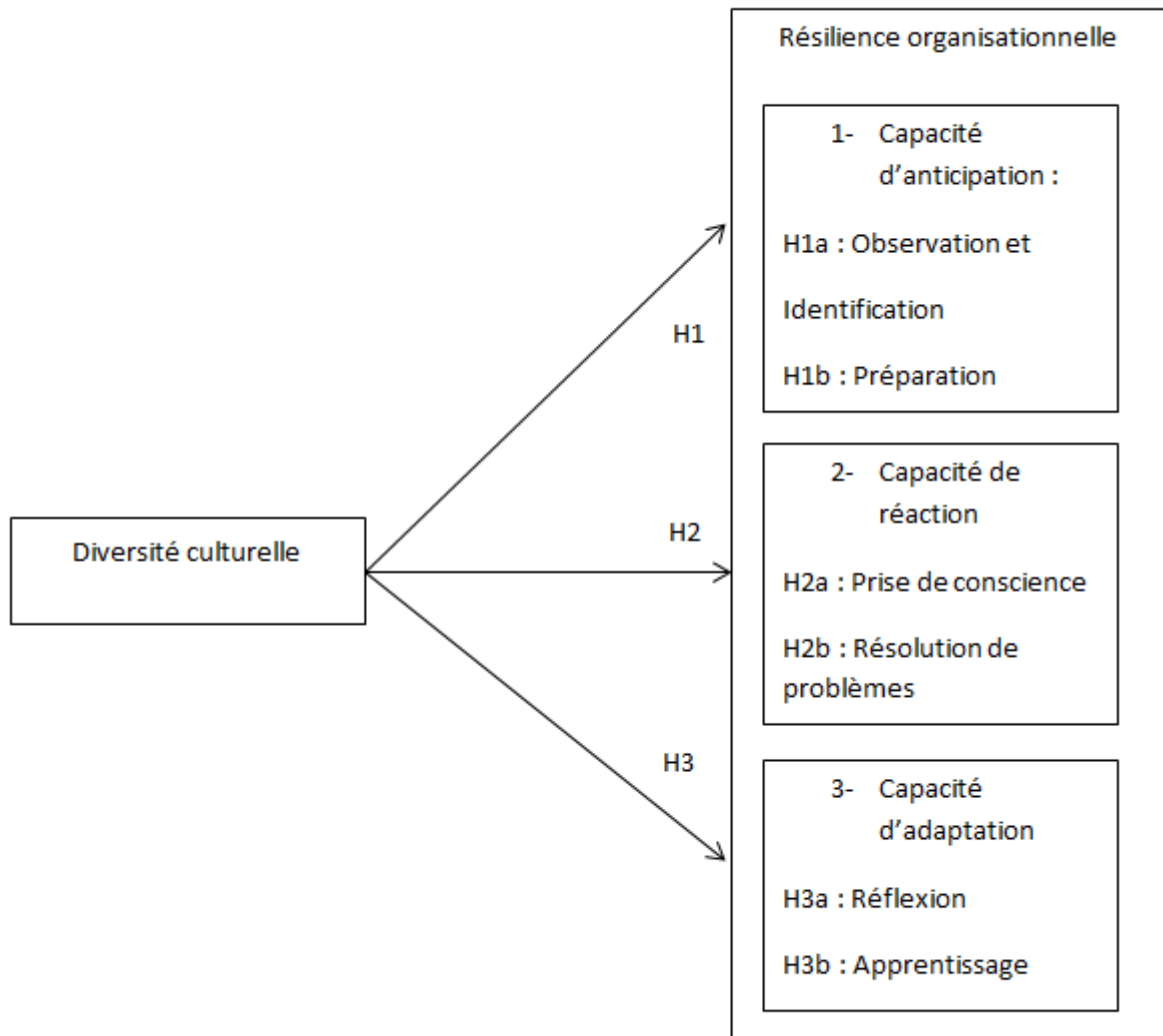 Résilience organisationnelle
1- Capacité
d’anticipation :
H1a : Observation et
Identification
H1b : Préparation
H1
2- Capacité de
réaction
H2a : Prise de conscience
H2b : Résolution de
problèmes
H2
Diversité culturelle
H3
3- Capacité
d’adaptation
H3a : Réflexion
H3b : Apprentissage